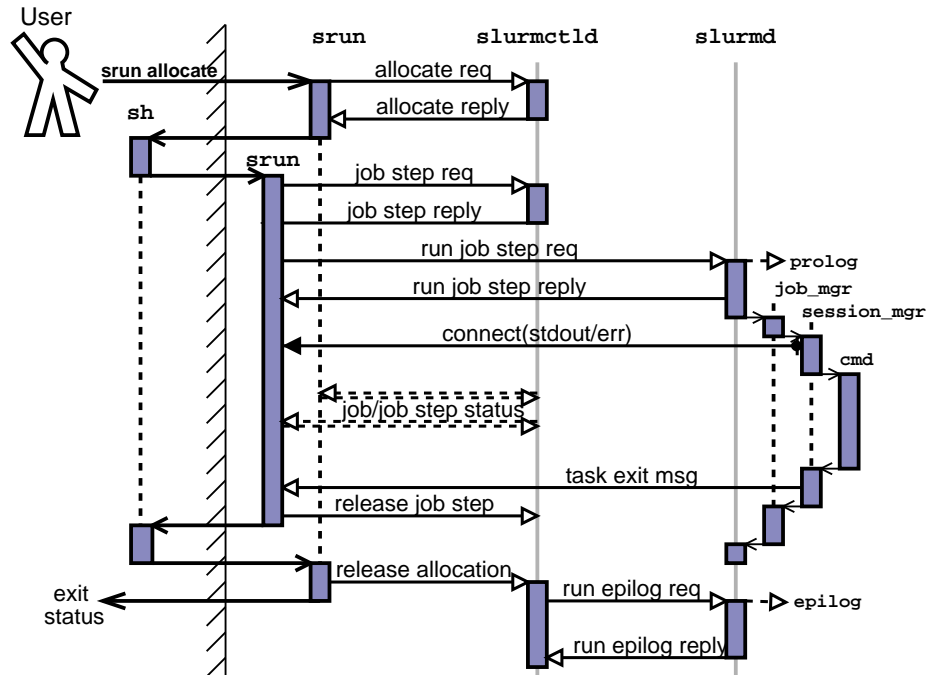 User
srun
slurmctld
slurmd
srun allocate
allocate req
allocate reply
sh
srun
job step req
job step reply
run job step req
prolog
run job step reply
job_mgr
session_mgr
connect(stdout/err)
cmd
job/job step status
task exit msg
release job step
release allocation
exit
status
run epilog req
epilog
run epilog reply